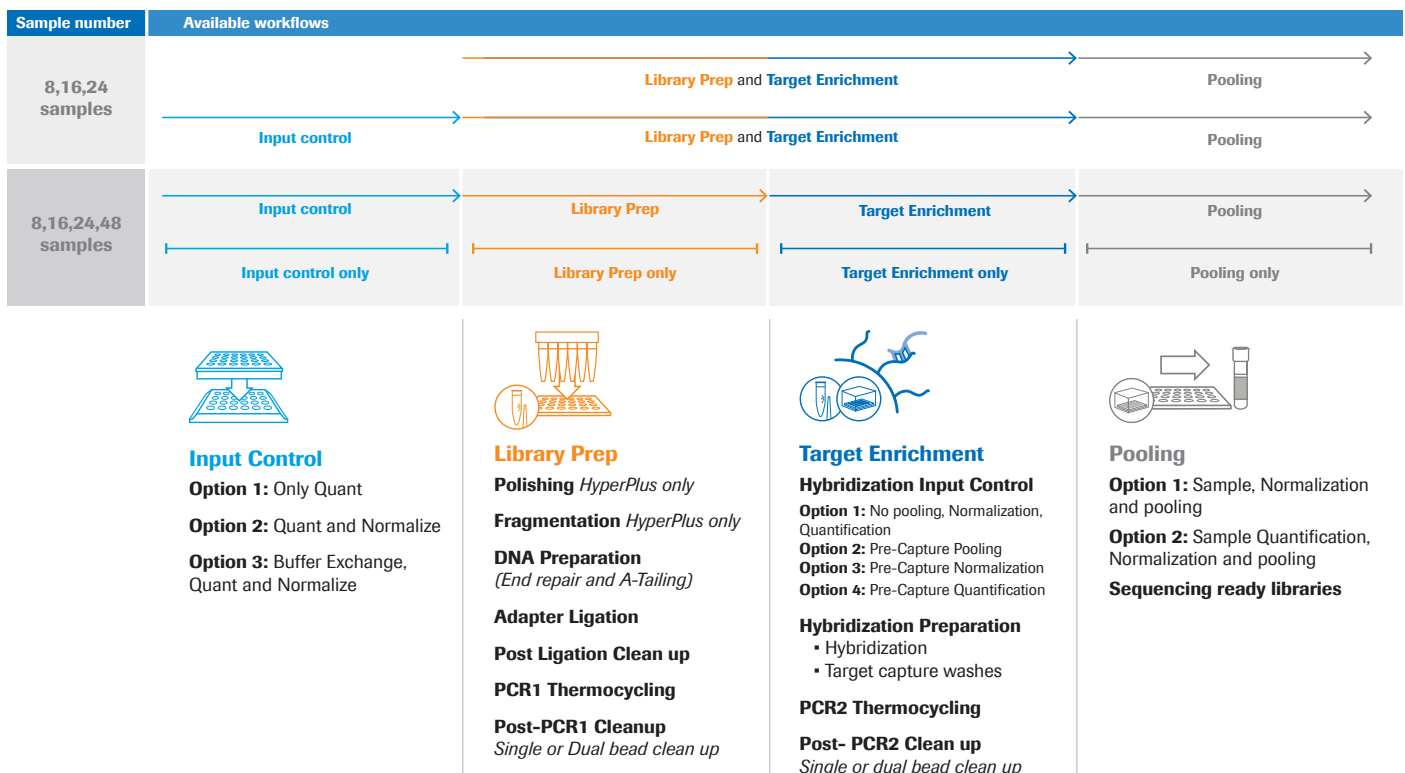 Sample number
Available workflows
8,16,24
samples
Library Prep and Target Enrichment
Pooling
Input control
Library Prep and Target Enrichment
Pooling
8,16,24,48
samples
Input control
Library Prep
Target Enrichment
Pooling
Input control only
Library Prep only
Target Enrichment only
Pooling only
Input Control
Option 1: Only Quant
Option 2: Quant and Normalize
Option 3: Buffer Exchange,
Quant and Normalize
Library Prep
Polishing HyperPlus only
Fragmentation HyperPlus only
DNA Preparation
(End repair and A-Tailing)
Adapter Ligation
Post Ligation Clean up
PCR1 Thermocycling
Post-PCR1 Cleanup
Single or Dual bead clean up
Target Enrichment
Hybridization Input Control
Option 1: No pooling, Normalization,
Quantification
Option 2: Pre-Capture Pooling
Option 3: Pre-Capture Normalization
Option 4: Pre-Capture Quantification
Hybridization Preparation
▪ Hybridization
▪ Target capture washes
PCR2 Thermocycling
Post- PCR2 Clean up
Single or dual bead clean up
Pooling
Option 1: Sample, Normalization
and pooling
Option 2: Sample Quantification,
Normalization and pooling
Sequencing ready libraries